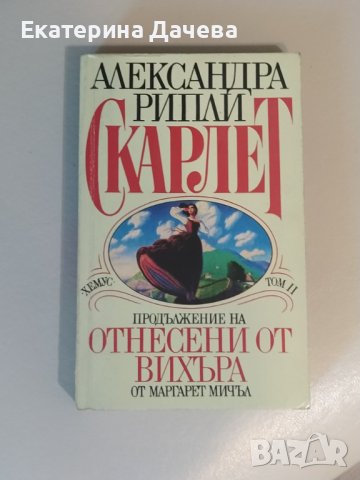 Екатерина Дачева
АЛЕКСАНДРА
РИПЛИ
СКАРЛЕТ
·ХЕМУС·
ТОМ II
ПРОДЪЛЖЕНИЕ НА
ОТНЕСЕНИ ОТ
ВИХЪРА
ОТ МАРГАРЕТ МИЧЪЛ
BAZAR